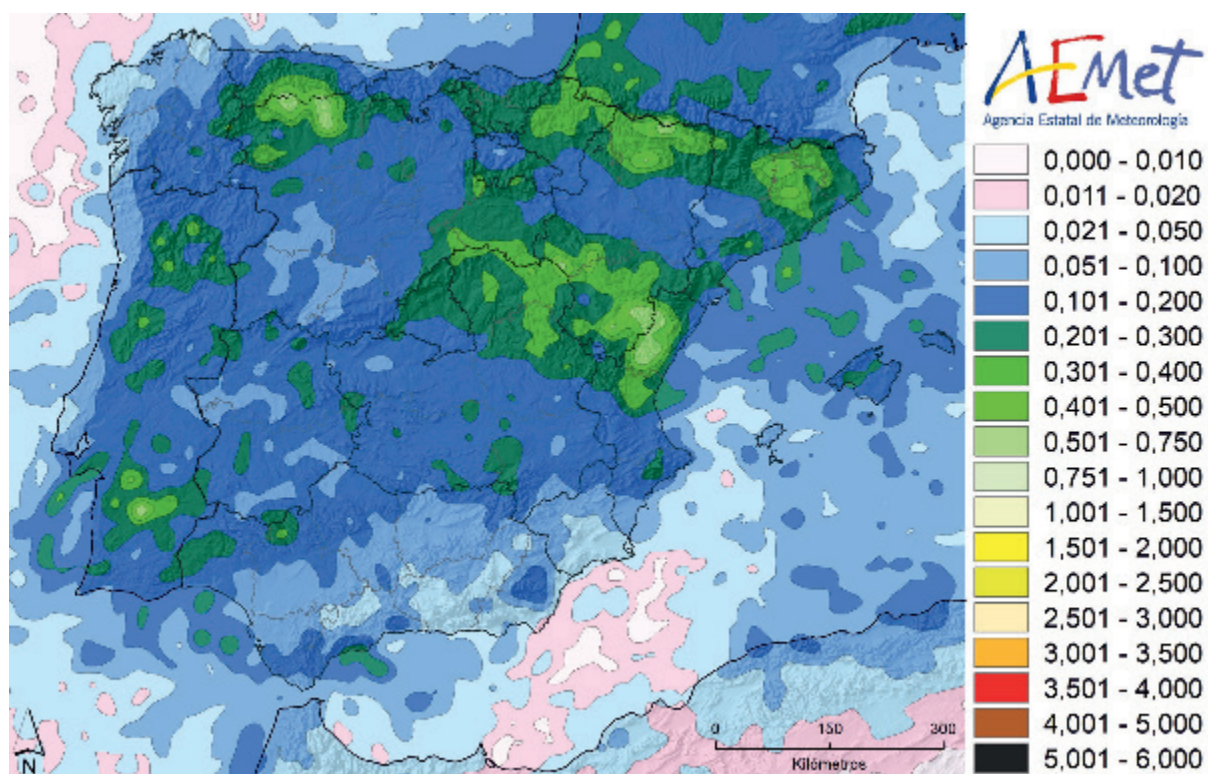 AEMet
Agencia Estatal de Meteorología
0,000 - 0,010
0,011 - 0,020
0,021 - 0,050
0,051 - 0,100
0,101 - 0,200
0,201 - 0,300
0,301 - 0,400
0,401 - 0,500
0,501 - 0,750
0,751 - 1,000
1,001 - 1,500
1,501 - 2,000
2,001 - 2,500
2,501 - 3,000
3,001 - 3,500
3,501 - 4,000
4,001 - 5,000
5,001 - 6,000
0 150 300
Kilómetros
N